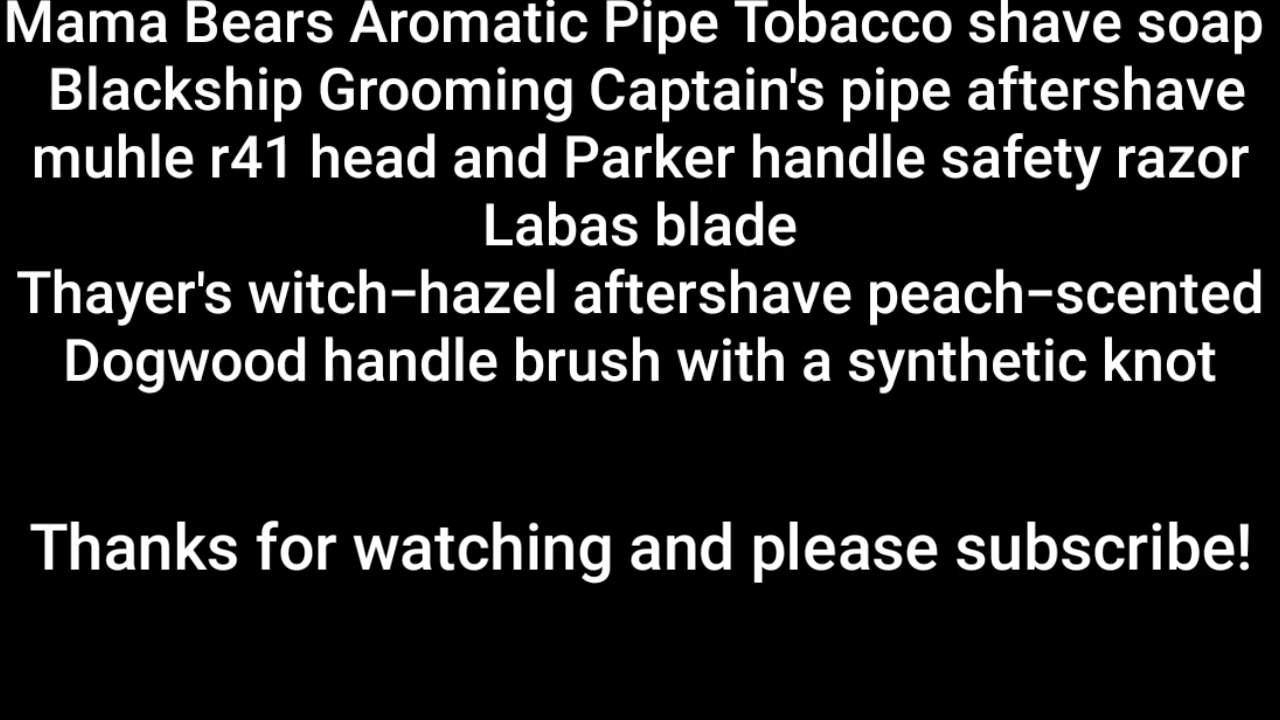 Mama Bears Aromatic Pipe Tobacco shave soap
Blackship Grooming Captain's pipe aftershave
muhle r41 head and Parker handle safety razor
Labas blade
Thayer's witch-hazel aftershave peach-scented
Dogwood handle brush with a synthetic knot
Thanks for watching and please subscribe!